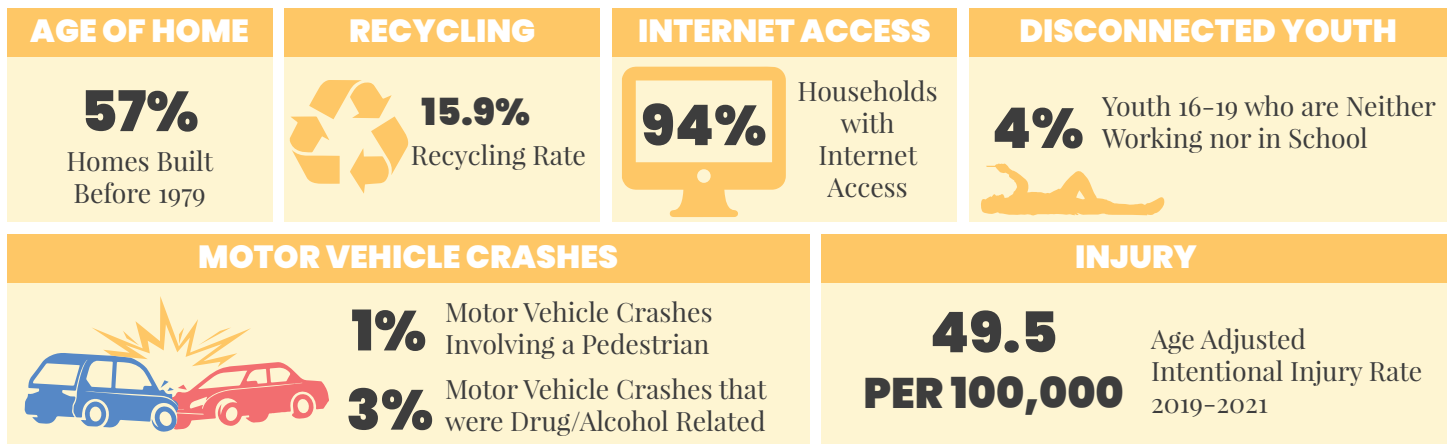 AGE OF HOME
57%
Homes Built
Before 1979
RECYCLING
15.9%
Recycling Rate
INTERNET ACCESS
94%
Households
with
Internet
Access
DISCONNECTED YOUTH
4%
Youth 16-19 who are Neither
Working nor in School
MOTOR VEHICLE CRASHES
1%
Motor Vehicle Crashes
Involving a Pedestrian
3%
Motor Vehicle Crashes that
were Drug/Alcohol Related
INJURY
49.5
PER 100,000
Age Adjusted
Intentional Injury Rate
2019-2021